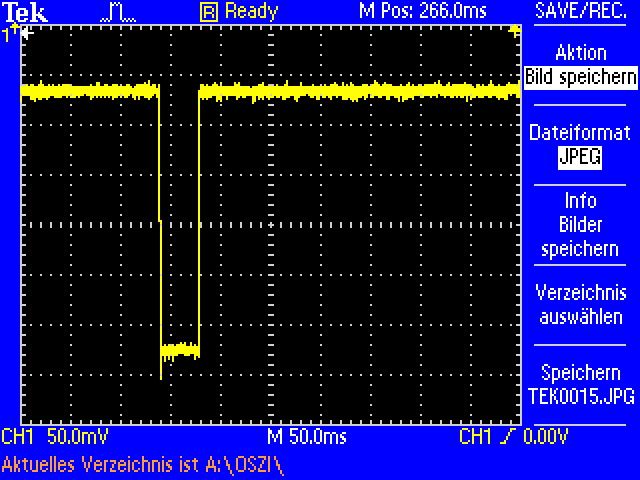 Tek R Ready M Pos: 266.0ms SAVE/REC.
1
Aktion
Bild speichern
Dateiformat
JPEG
Info
Bilder
speichern
Verzeichnis
auswählen
Speichern
TEK0015.JPG
CH1 50.0mV M 50.0ms CH1 0.00V
Aktuelles Verzeichnis ist A:\OSZI\